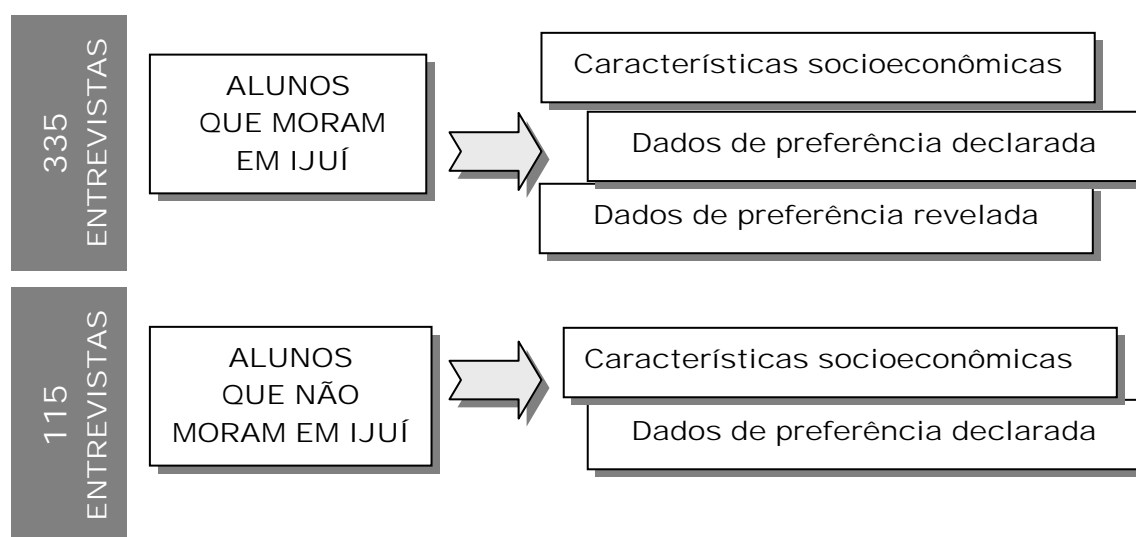 335
ENTREVISTAS
ALUNOS
QUE MORAM
EM IJUÍ
Características socioeconômicas
Dados de preferência declarada
Dados de preferência revelada
115
ENTREVISTAS
ALUNOS
QUE NÃO
MORAM EM IJUÍ
Características socioeconômicas
Dados de preferência declarada